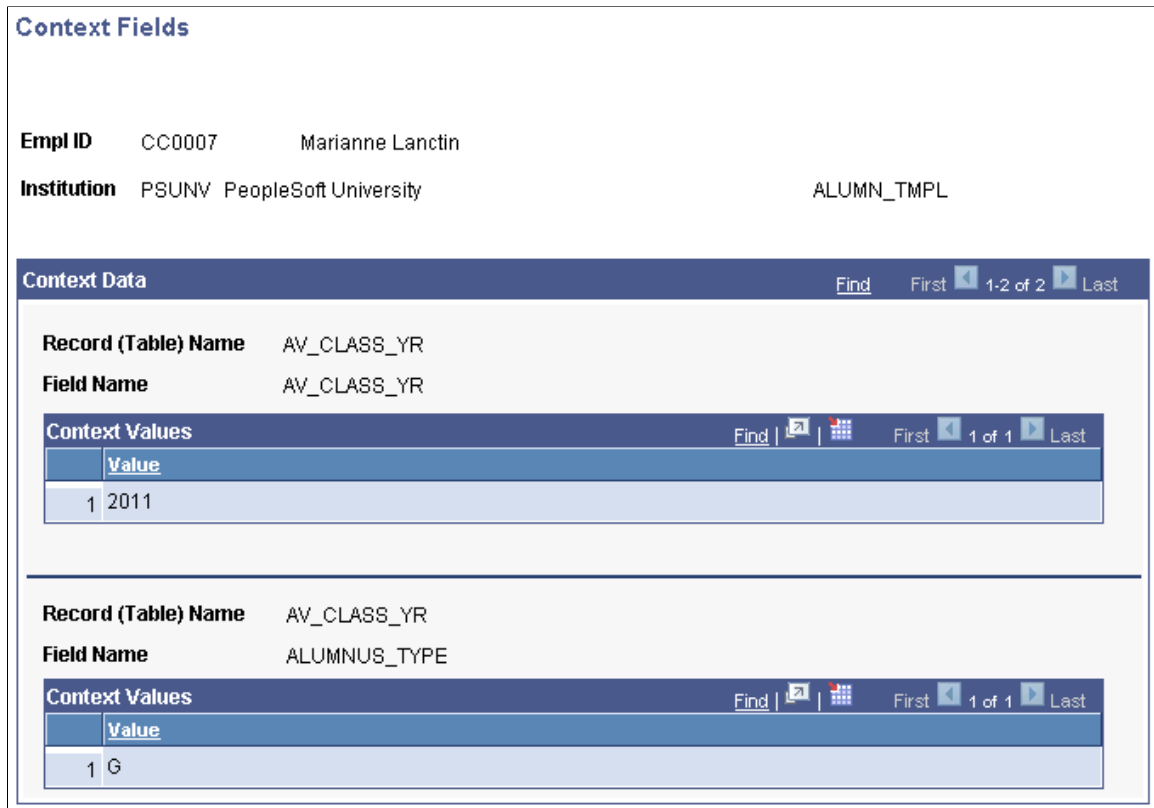 Context Fields
Empl ID CC0007 Marianne Lanctin
Institution PSUNV PeopleSoft University ALUMN_TMPL
Context Data Find First 1-2 of 2 Last
Record (Table) Name AV_CLASS_YR
Field Name AV_CLASS_YR
Context Values Find | | First 1 of 1 Last
Value
1 2011
Record (Table) Name AV_CLASS_YR
Field Name ALUMNUS_TYPE
Context Values Find | | First 1 of 1 Last
Value
1 G